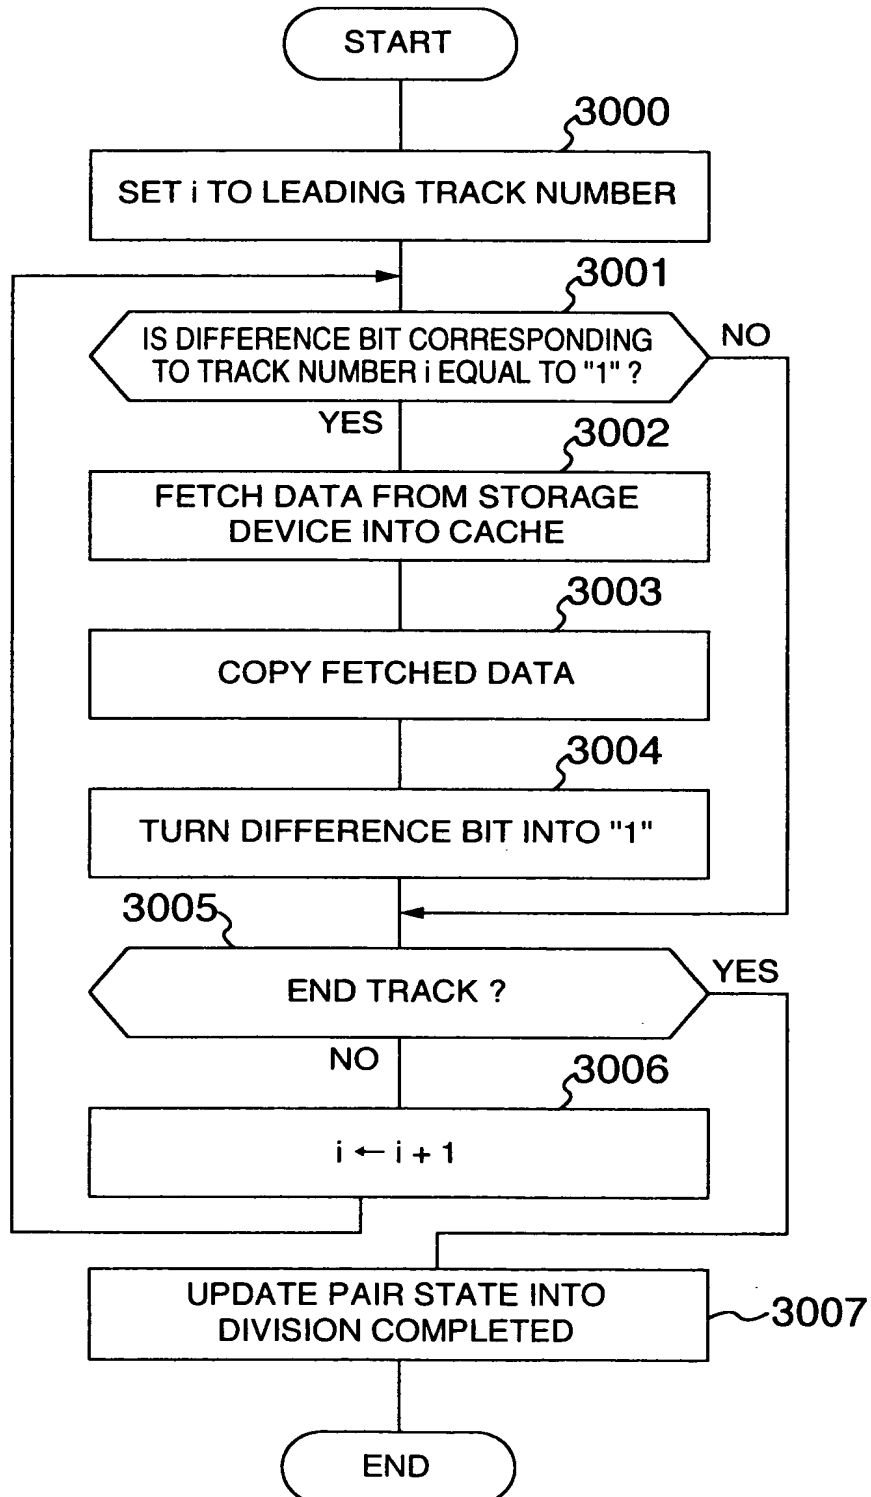 START
3000
SET i TO LEADING TRACK NUMBER
3001
IS DIFFERENCE BIT CORRESPONDING
TO TRACK NUMBER i EQUAL TO "1" ?
NO
YES
3002
FETCH DATA FROM STORAGE
DEVICE INTO CACHE
3003
COPY FETCHED DATA
3004
TURN DIFFERENCE BIT INTO "1"
3005
END TRACK ?
YES
NO
3006
i ← i + 1
UPDATE PAIR STATE INTO
DIVISION COMPLETED
3007
END